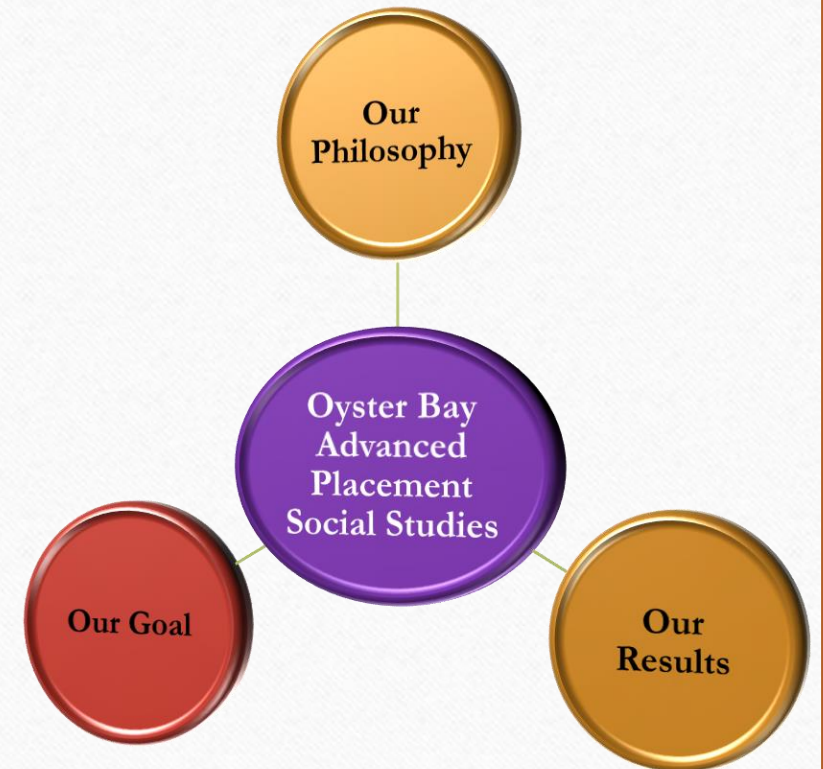 Our
Philosophy
Oyster Bay
Advanced
Placement
Social Studies
Our Goal
Our
Results